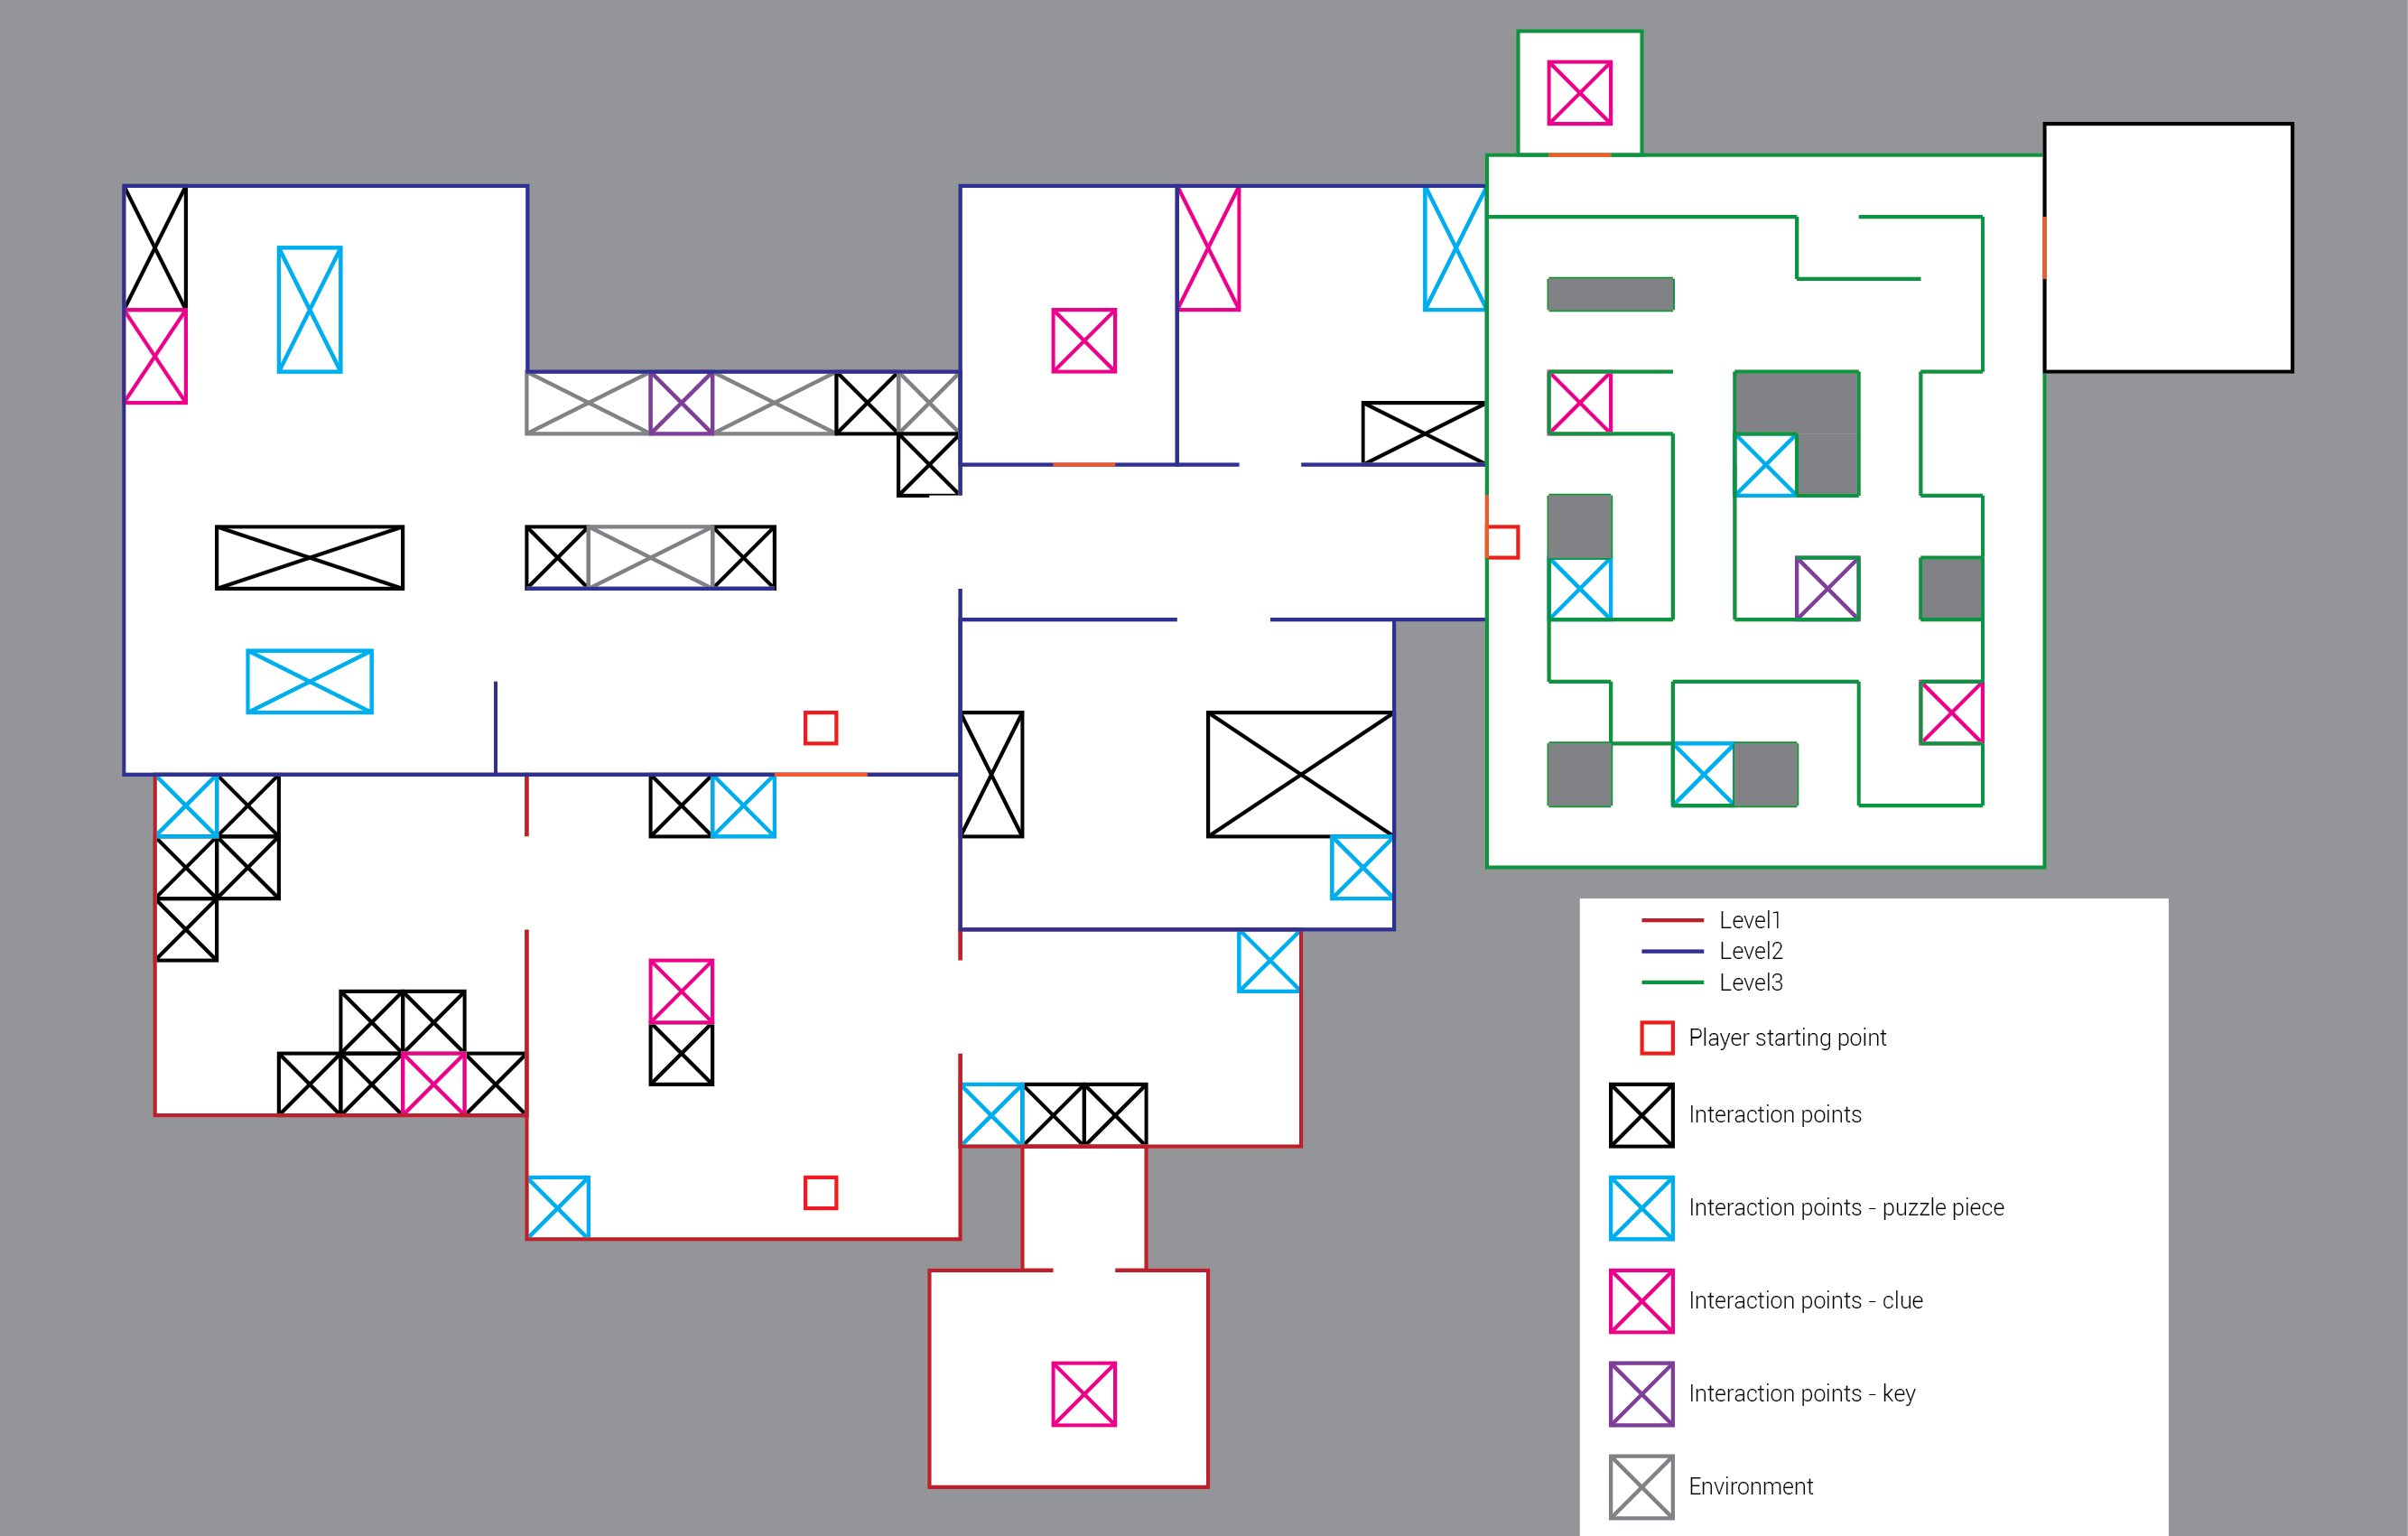 Level1
Level2
Level3
Player starting point
Interaction points
Interaction points - puzzle piece
Interaction points - clue
Interaction points - key
Environment